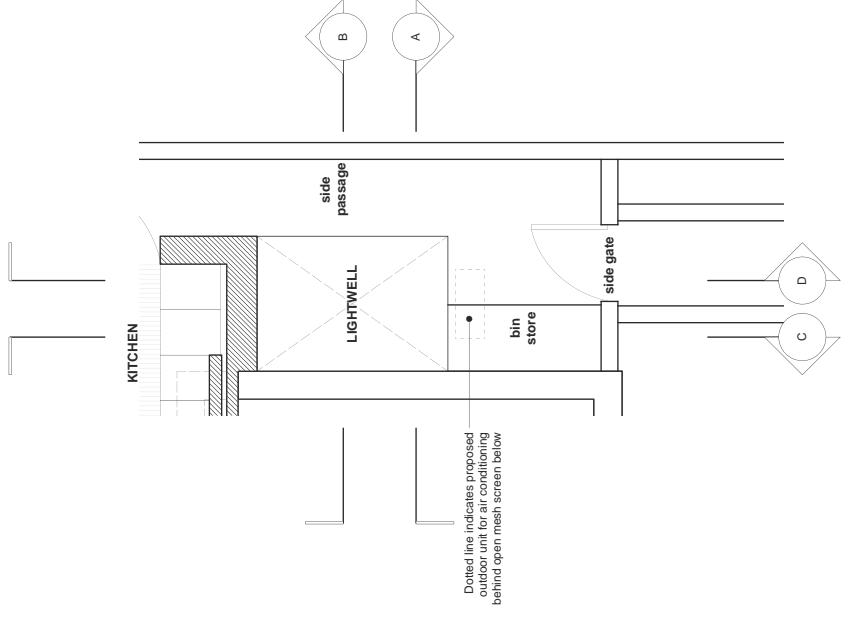 B
A
side
passage
KITCHEN
LIGHTWELL
side gate
bin
store
D
C
Dotted line indicates proposed
outdoor unit for air conditioning
behind open mesh screen below